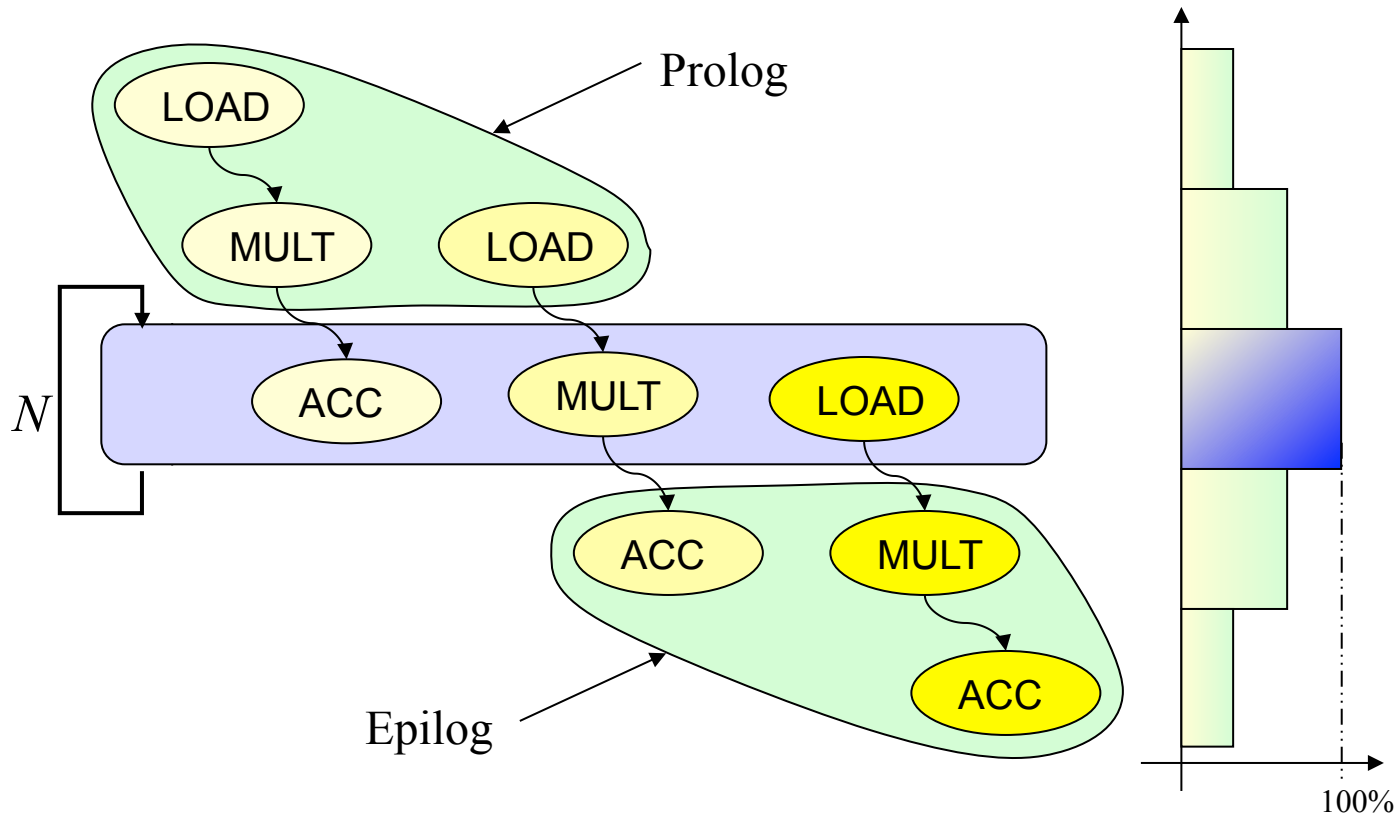 Prolog
LOAD
MULT LOAD
N
ACC MULT LOAD
ACC MULT
ACC
Epilog
100%